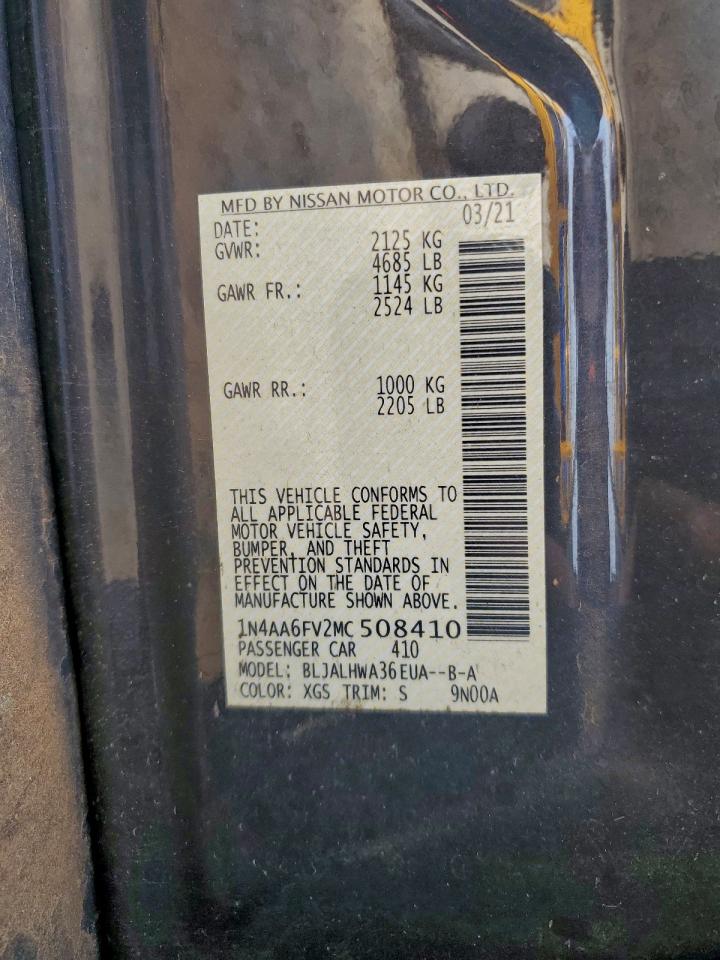 MFD BY NISSAN MOTOR CO., LTD.
DATE: 03/21
GVWR: 2125 KG
4685 LB
GAWR FR.: 1145 KG
2524 LB
GAWR RR.: 1000 KG
2205 LB
THIS VEHICLE CONFORMS TO
ALL APPLICABLE FEDERAL
MOTOR VEHICLE SAFETY,
BUMPER, AND THEFT
PREVENTION STANDARDS IN
EFFECT ON THE DATE OF
MANUFACTURE SHOWN ABOVE.
1N4AA6FV2MC508410
PASSENGER CAR 410
MODEL: BLJALHWA36EUA--B-A
COLOR: XGS TRIM: S 9N00A